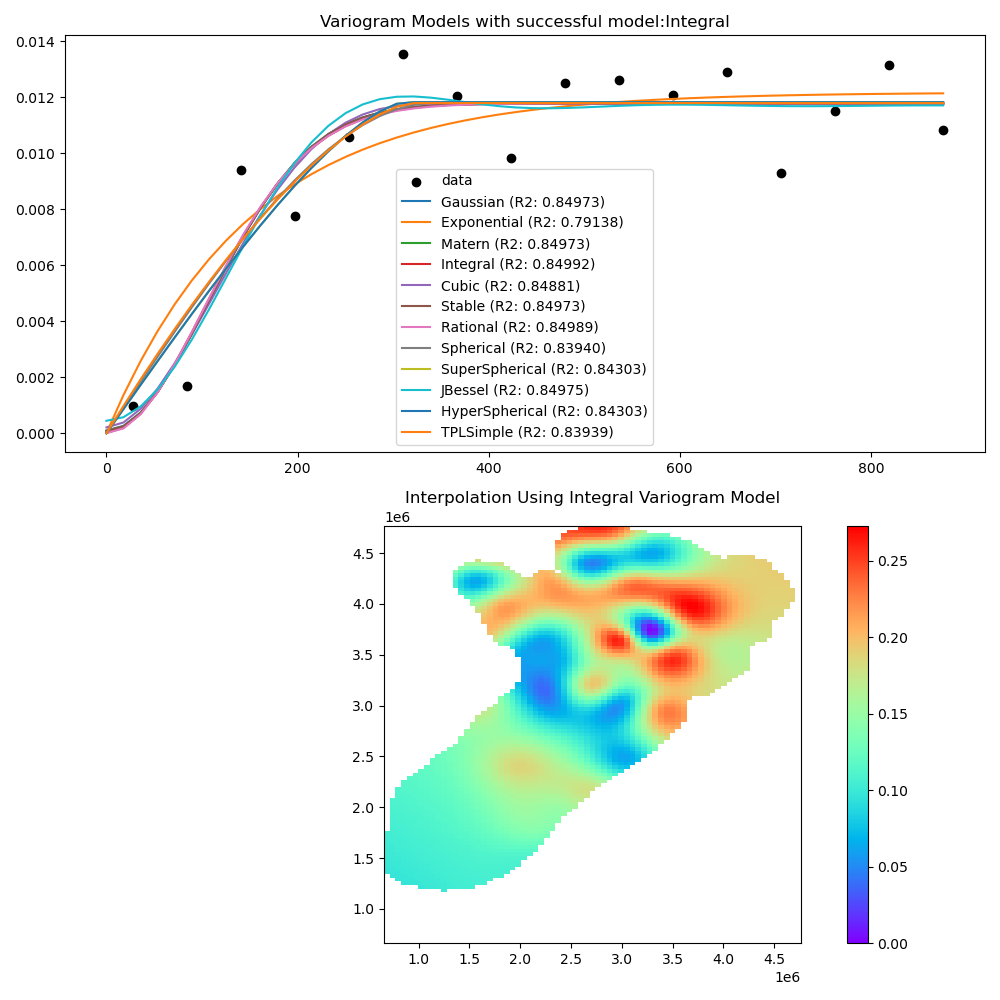 Variogram Models with successful model:Integral
0.014
0.012
0.010
0.008
0.006
0.004
0.002
0.000
data
Gaussian (R2: 0.84973)
Exponential (R2: 0.79138)
Matern (R2: 0.84973)
Integral (R2: 0.84992)
Cubic (R2: 0.84881)
Stable (R2: 0.84973)
Rational (R2: 0.84989)
Spherical (R2: 0.83940)
SuperSpherical (R2: 0.84303)
JBessel (R2: 0.84975)
HyperSpherical (R2: 0.84303)
TPLSimple (R2: 0.83939)
0 200 400 600 800
Interpolation Using Integral Variogram Model
1e6
4.5
4.0
3.5
3.0
2.5
2.0
1.5
1.0
1.0 1.5 2.0 2.5 3.0 3.5 4.0 4.5
1e6
0.25
0.20
0.15
0.10
0.05
0.00